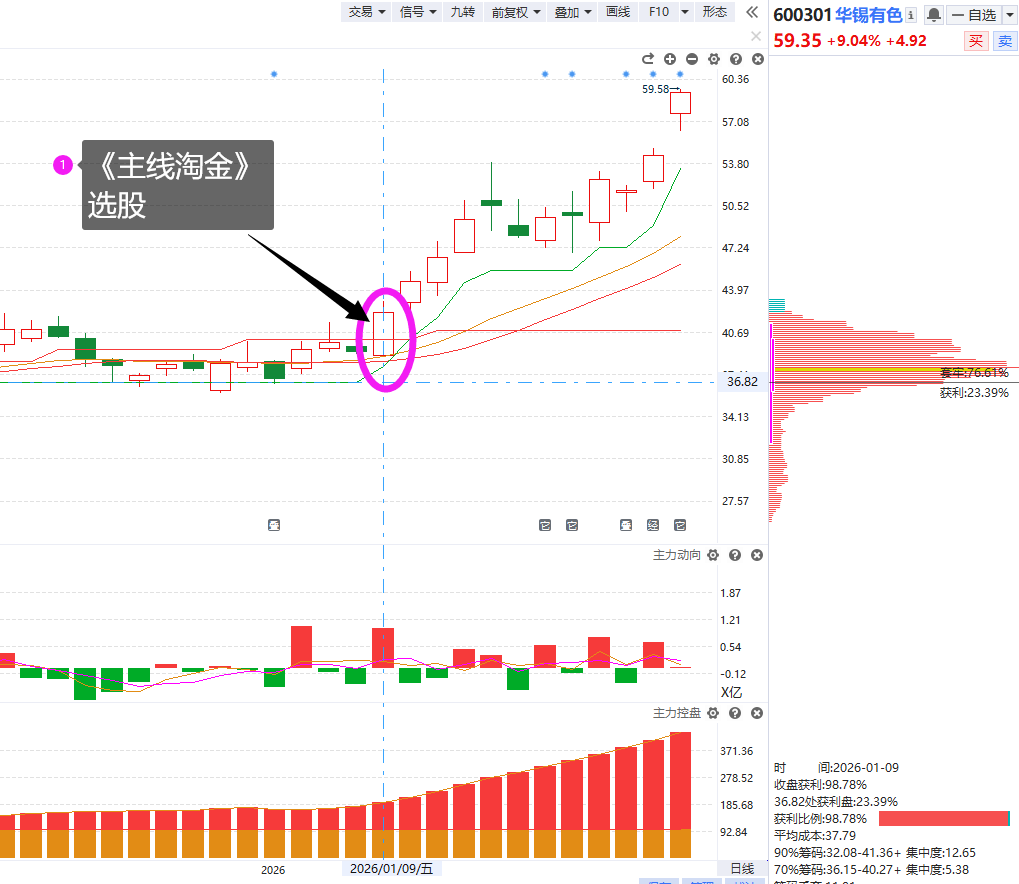 交易 信号 九转 前复权 叠加 画线 F10 形态
600301 华锡有色 自选
59.35 +9.04% +4.92 买 卖
60.36
59.58
57.08
1
《主线淘金》
选股
53.80
50.52
47.24
43.97
40.69
36.82
套牢:76.61%
获利:23.39%
34.13
30.85
27.57
主力动向
1.87
1.21
0.54
-0.12
X亿
主力控盘
371.36
278.52
185.68
92.84
2026 2026/01/09/五 日线
时 间:2026-01-09
收盘获利:98.78%
36.82处获利盘:23.39%
获利比例:98.78%
平均成本:37.79
90%筹码:32.08-41.36+ 集中度:12.65
70%筹码:36.15-40.27+ 集中度:5.38